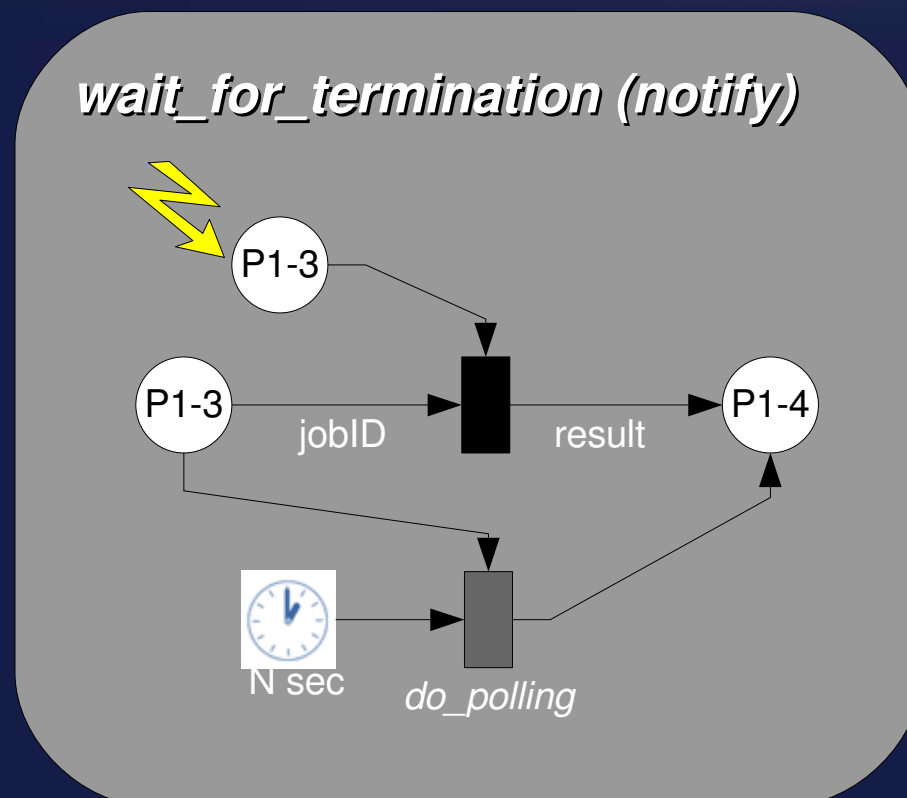 wait_for_termination (notify)
P1-3
P1-3
P1-4
jobID
result
N sec
do_polling